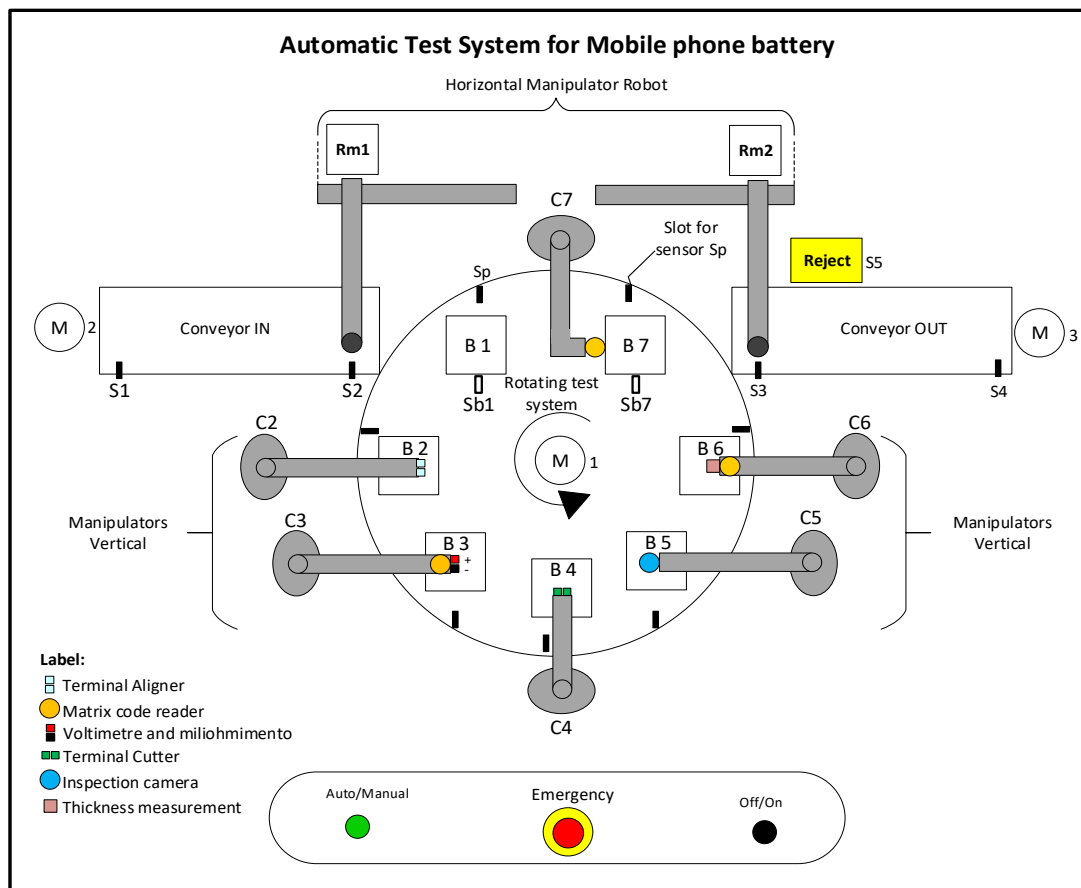 Automatic Test System for Mobile phone battery
Horizontal Manipulator Robot
Rm1
Rm2
C7
Slot for
sensor Sp
Reject
S5
Sp
M
2
Conveyor IN
B 1
B 7
Conveyor OUT
M
3
S1
S2
Sb1
Rotating test
system
Sb7
S3
S4
C2
B 2
M
1
B 6
C6
Manipulators
Vertical
C3
B 3
+
-
B 4
B 5
C5
Manipulators
Vertical
C4
Label:
Terminal Aligner
Matrix code reader
Voltimetre and miliohmimento
Terminal Cutter
Inspection camera
Thickness measurement
Auto/Manual
Emergency
Off/On